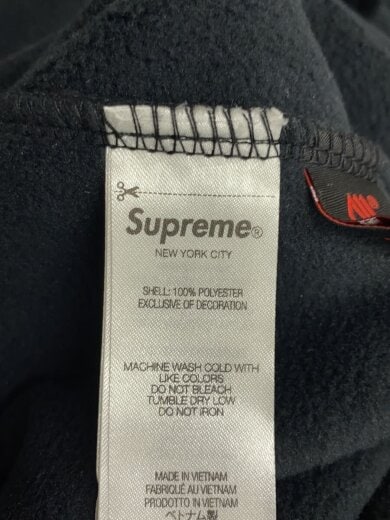 Supreme®
NEW YORK CITY
SHELL: 100% POLYESTER
EXCLUSIVE OF DECORATION
MACHINE WASH COLD WITH
LIKE COLORS
DO NOT BLEACH
TUMBLE DRY LOW
DO NOT IRON
MADE IN VIETNAM
FABRIQUÉ AU VIETNAM
PRODOTTO IN VIETNAM
ベトナム製